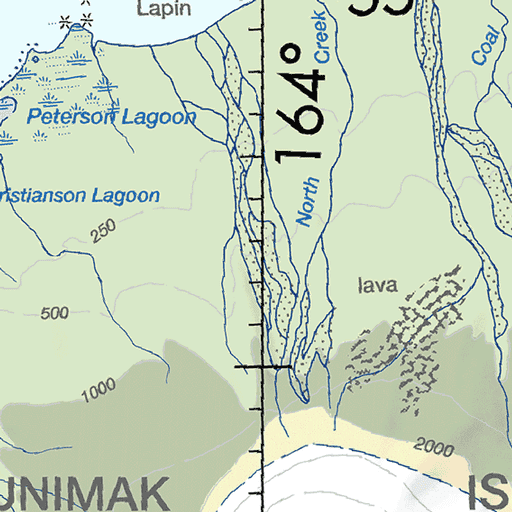 Lapin
Creek
Coal
164°
Peterson Lagoon
ristianson Lagoon
North
250
lava
500
1000
2000
UNIMAK
IS